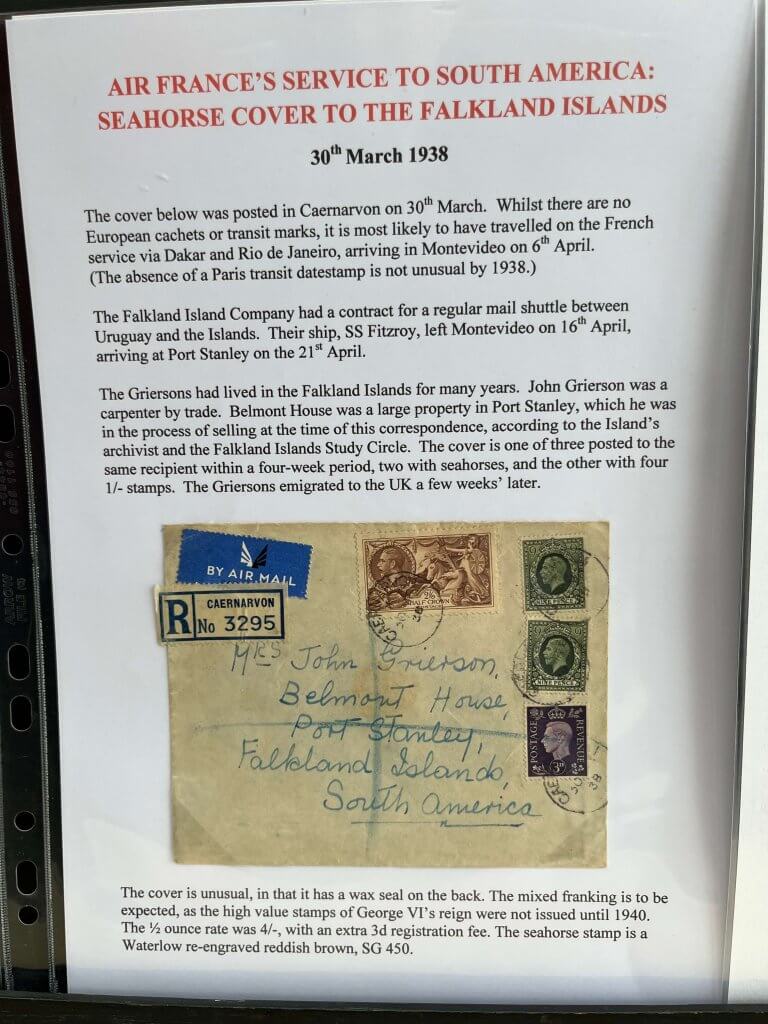 AIR FRANCE'S SERVICE TO SOUTH AMERICA:
SEAHORSE COVER TO THE FALKLAND ISLANDS
30th March 1938
The cover below was posted in Caernarvon on 30th March. Whilst there are no
European cachets or transit marks, it is most likely to have travelled on the French
service via Dakar and Rio de Janeiro, arriving in Montevideo on 6th April.
(The absence of a Paris transit datestamp is not unusual by 1938.)
The Falkland Island Company had a contract for a regular mail shuttle between
Uruguay and the Islands. Their ship, SS Fitzroy, left Montevideo on 16th April,
arriving at Port Stanley on the 21st April.
The Griersons had lived in the Falkland Islands for many years. John Grierson was a
carpenter by trade. Belmont House was a large property in Port Stanley, which he was
in the process of selling at the time of this correspondence, according to the Island's
archivist and the Falkland Islands Study Circle. The cover is one of three posted to the
same recipient within a four-week period, two with seahorses, and the other with four
1/- stamps. The Griersons emigrated to the UK a few weeks' later.
BY AIR MAIL
R CAERNARVON
No 3295
2/6 2/6
HALF CROWN
NINE PENCE
NINE PENCE
POSTAGE REVENUE
3D
CAE
30
38
Mrs John Grierson,
Belmont House,
Port Stanley,
Falkland Islands,
South America
The cover is unusual, in that it has a wax seal on the back. The mixed franking is to be
expected, as the high value stamps of George VI's reign were not issued until 1940.
The ½ ounce rate was 4/-, with an extra 3d registration fee. The seahorse stamp is a
Waterlow re-engraved reddish brown, SG 450.